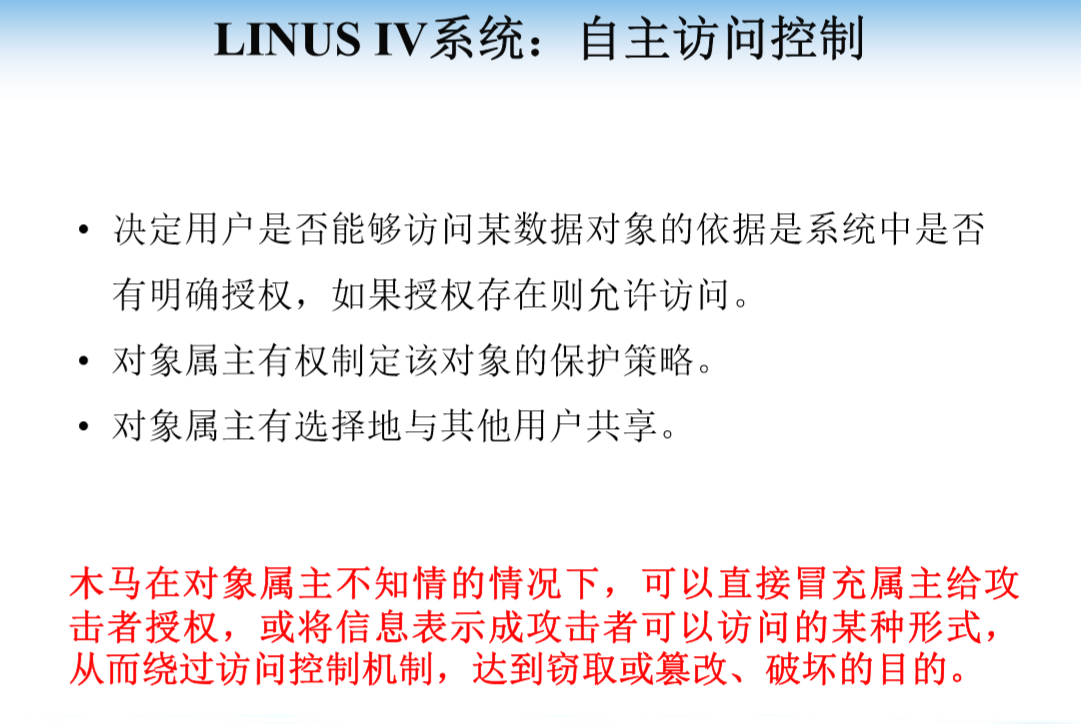 LINUS IV系统：自主访问控制
• 决定用户是否能够访问某数据对象的依据是系统中是否
有明确授权，如果授权存在则允许访问。
• 对象属主有权制定该对象的保护策略。
• 对象属主有选择地与其他用户共享。
木马在对象属主不知情的情况下，可以直接冒充属主给攻
击者授权，或将信息表示成攻击者可以访问的某种形式，
从而绕过访问控制机制，达到窃取或篡改、破坏的目的。